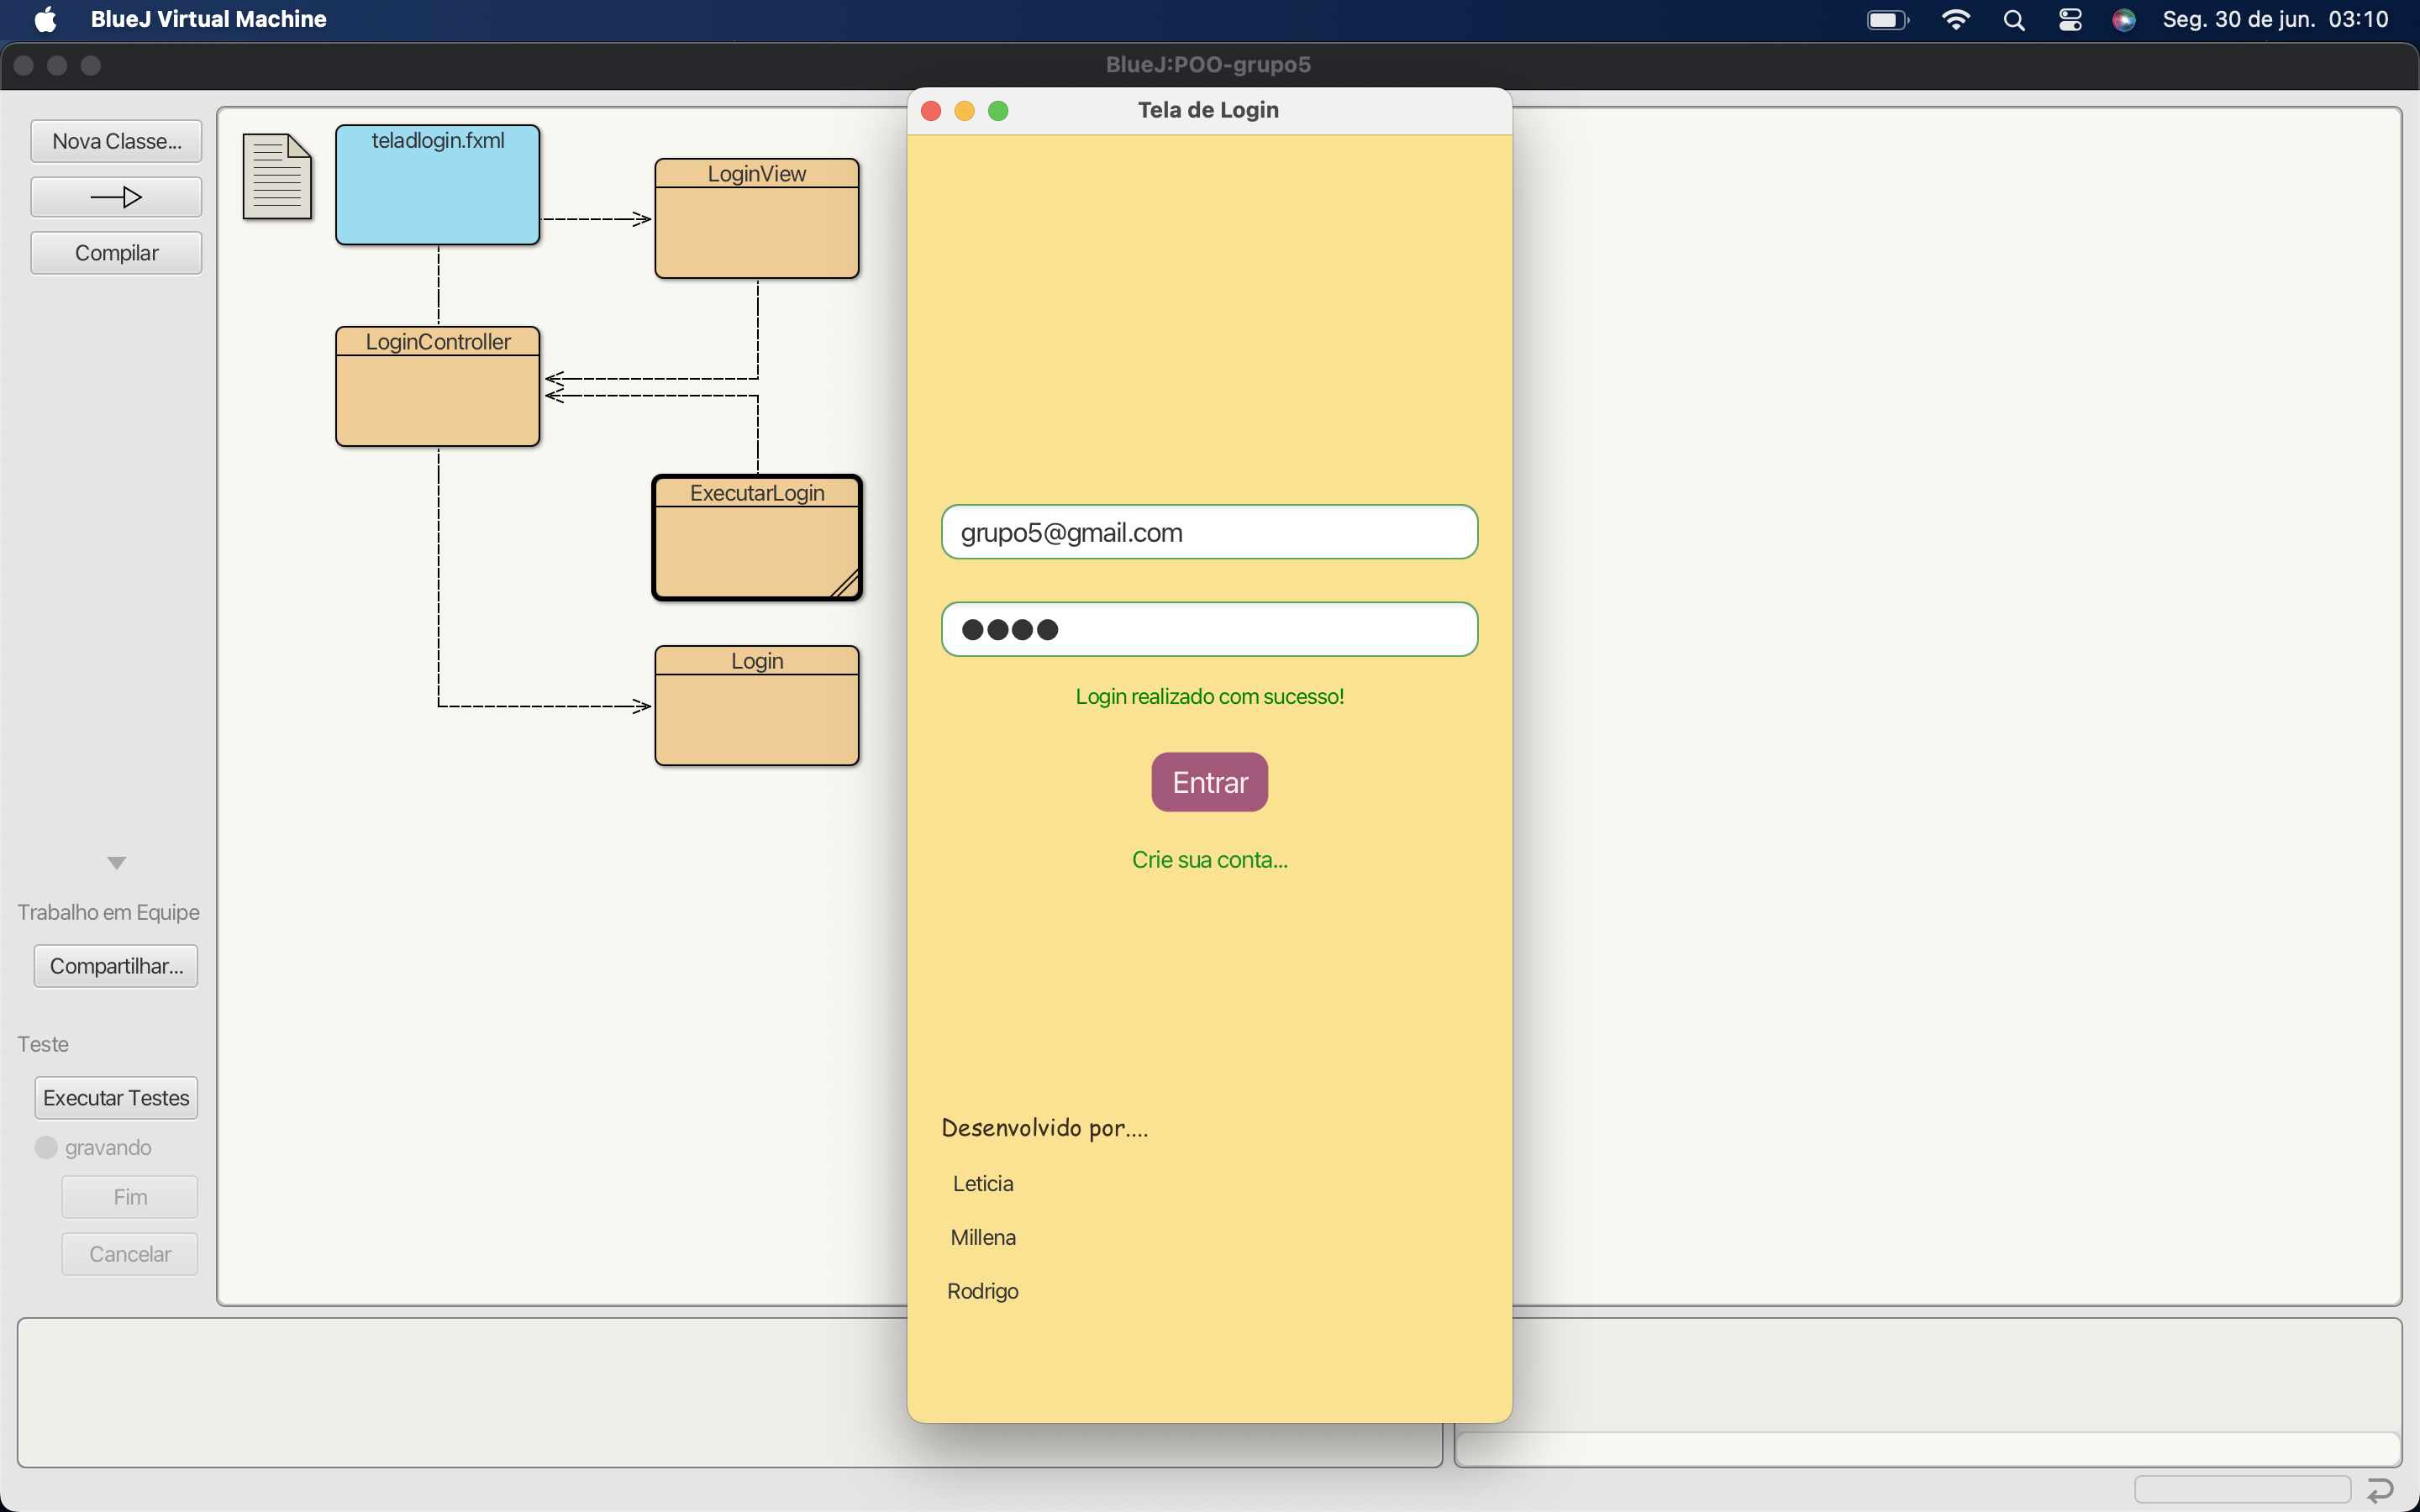 BlueJ Virtual Machine
Seg. 30 de jun. 03:10
BlueJ:POO-grupo5
Nova Classe...
Compilar
Trabalho em Equipe
Compartilhar...
Teste
Executar Testes
gravando
Fim
Cancelar
teladlogin.fxml
LoginView
LoginController
ExecutarLogin
Login
Tela de Login
grupo5@gmail.com
Login realizado com sucesso!
Entrar
Crie sua conta...
Desenvolvido por....
Leticia
Millena
Rodrigo